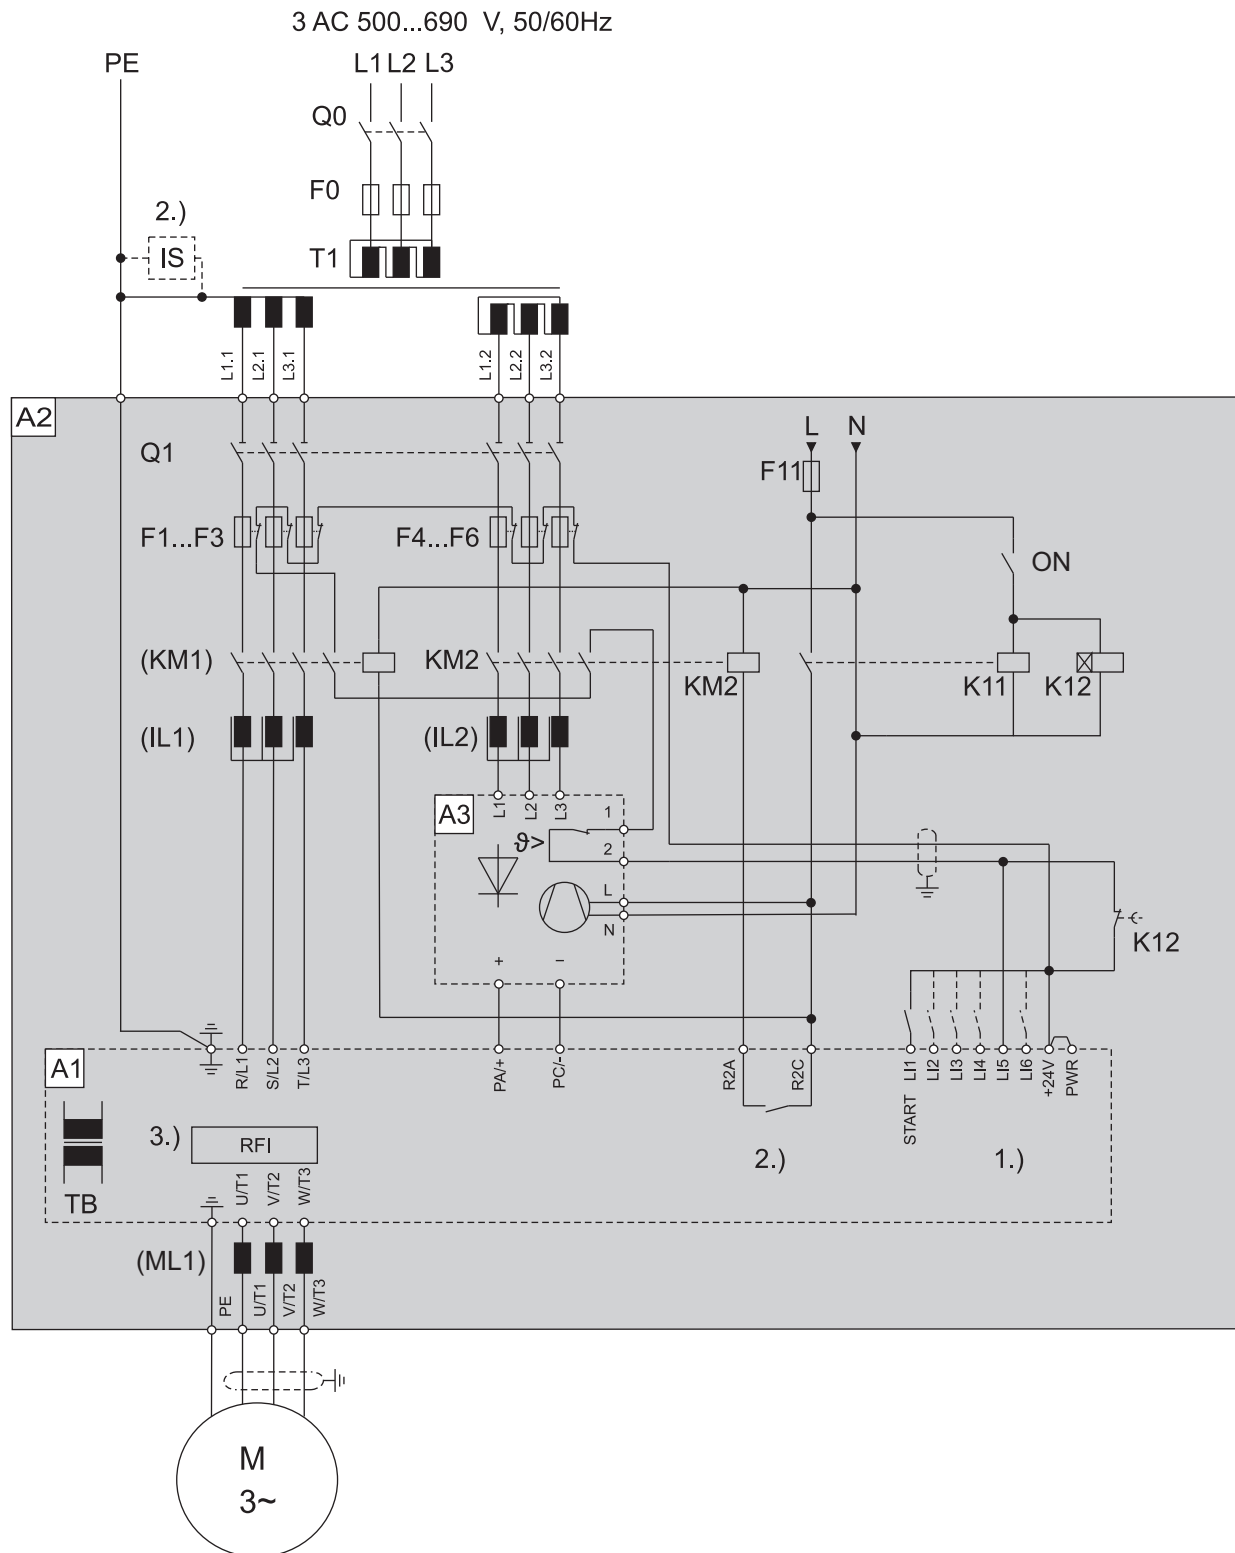 3 AC 500...690 V, 50/60Hz
PE
L1 L2 L3
Q0
F0
2.)
IS
T1
L1.1
L2.1
L3.1
L1.2
L2.2
L3.2
A2
L N
Q1
F11
F1...F3
F4...F6
ON
(KM1)
KM2
KM2
K11
K12
(IL1)
(IL2)
A3
L1
L2
L3
1
ϑ>
2
L
N
K12
+
−
A1
R/L1
S/L2
T/L3
PA/+
PC/-
R2A
R2C
LI1
LI2
LI3
LI4
LI5
LI6
+24V
PWR
START
3.)
RFI
2.)
1.)
TB
U/T1
V/T2
W/T3
(ML1)
PE
U/T1
V/T2
W/T3
M
3~